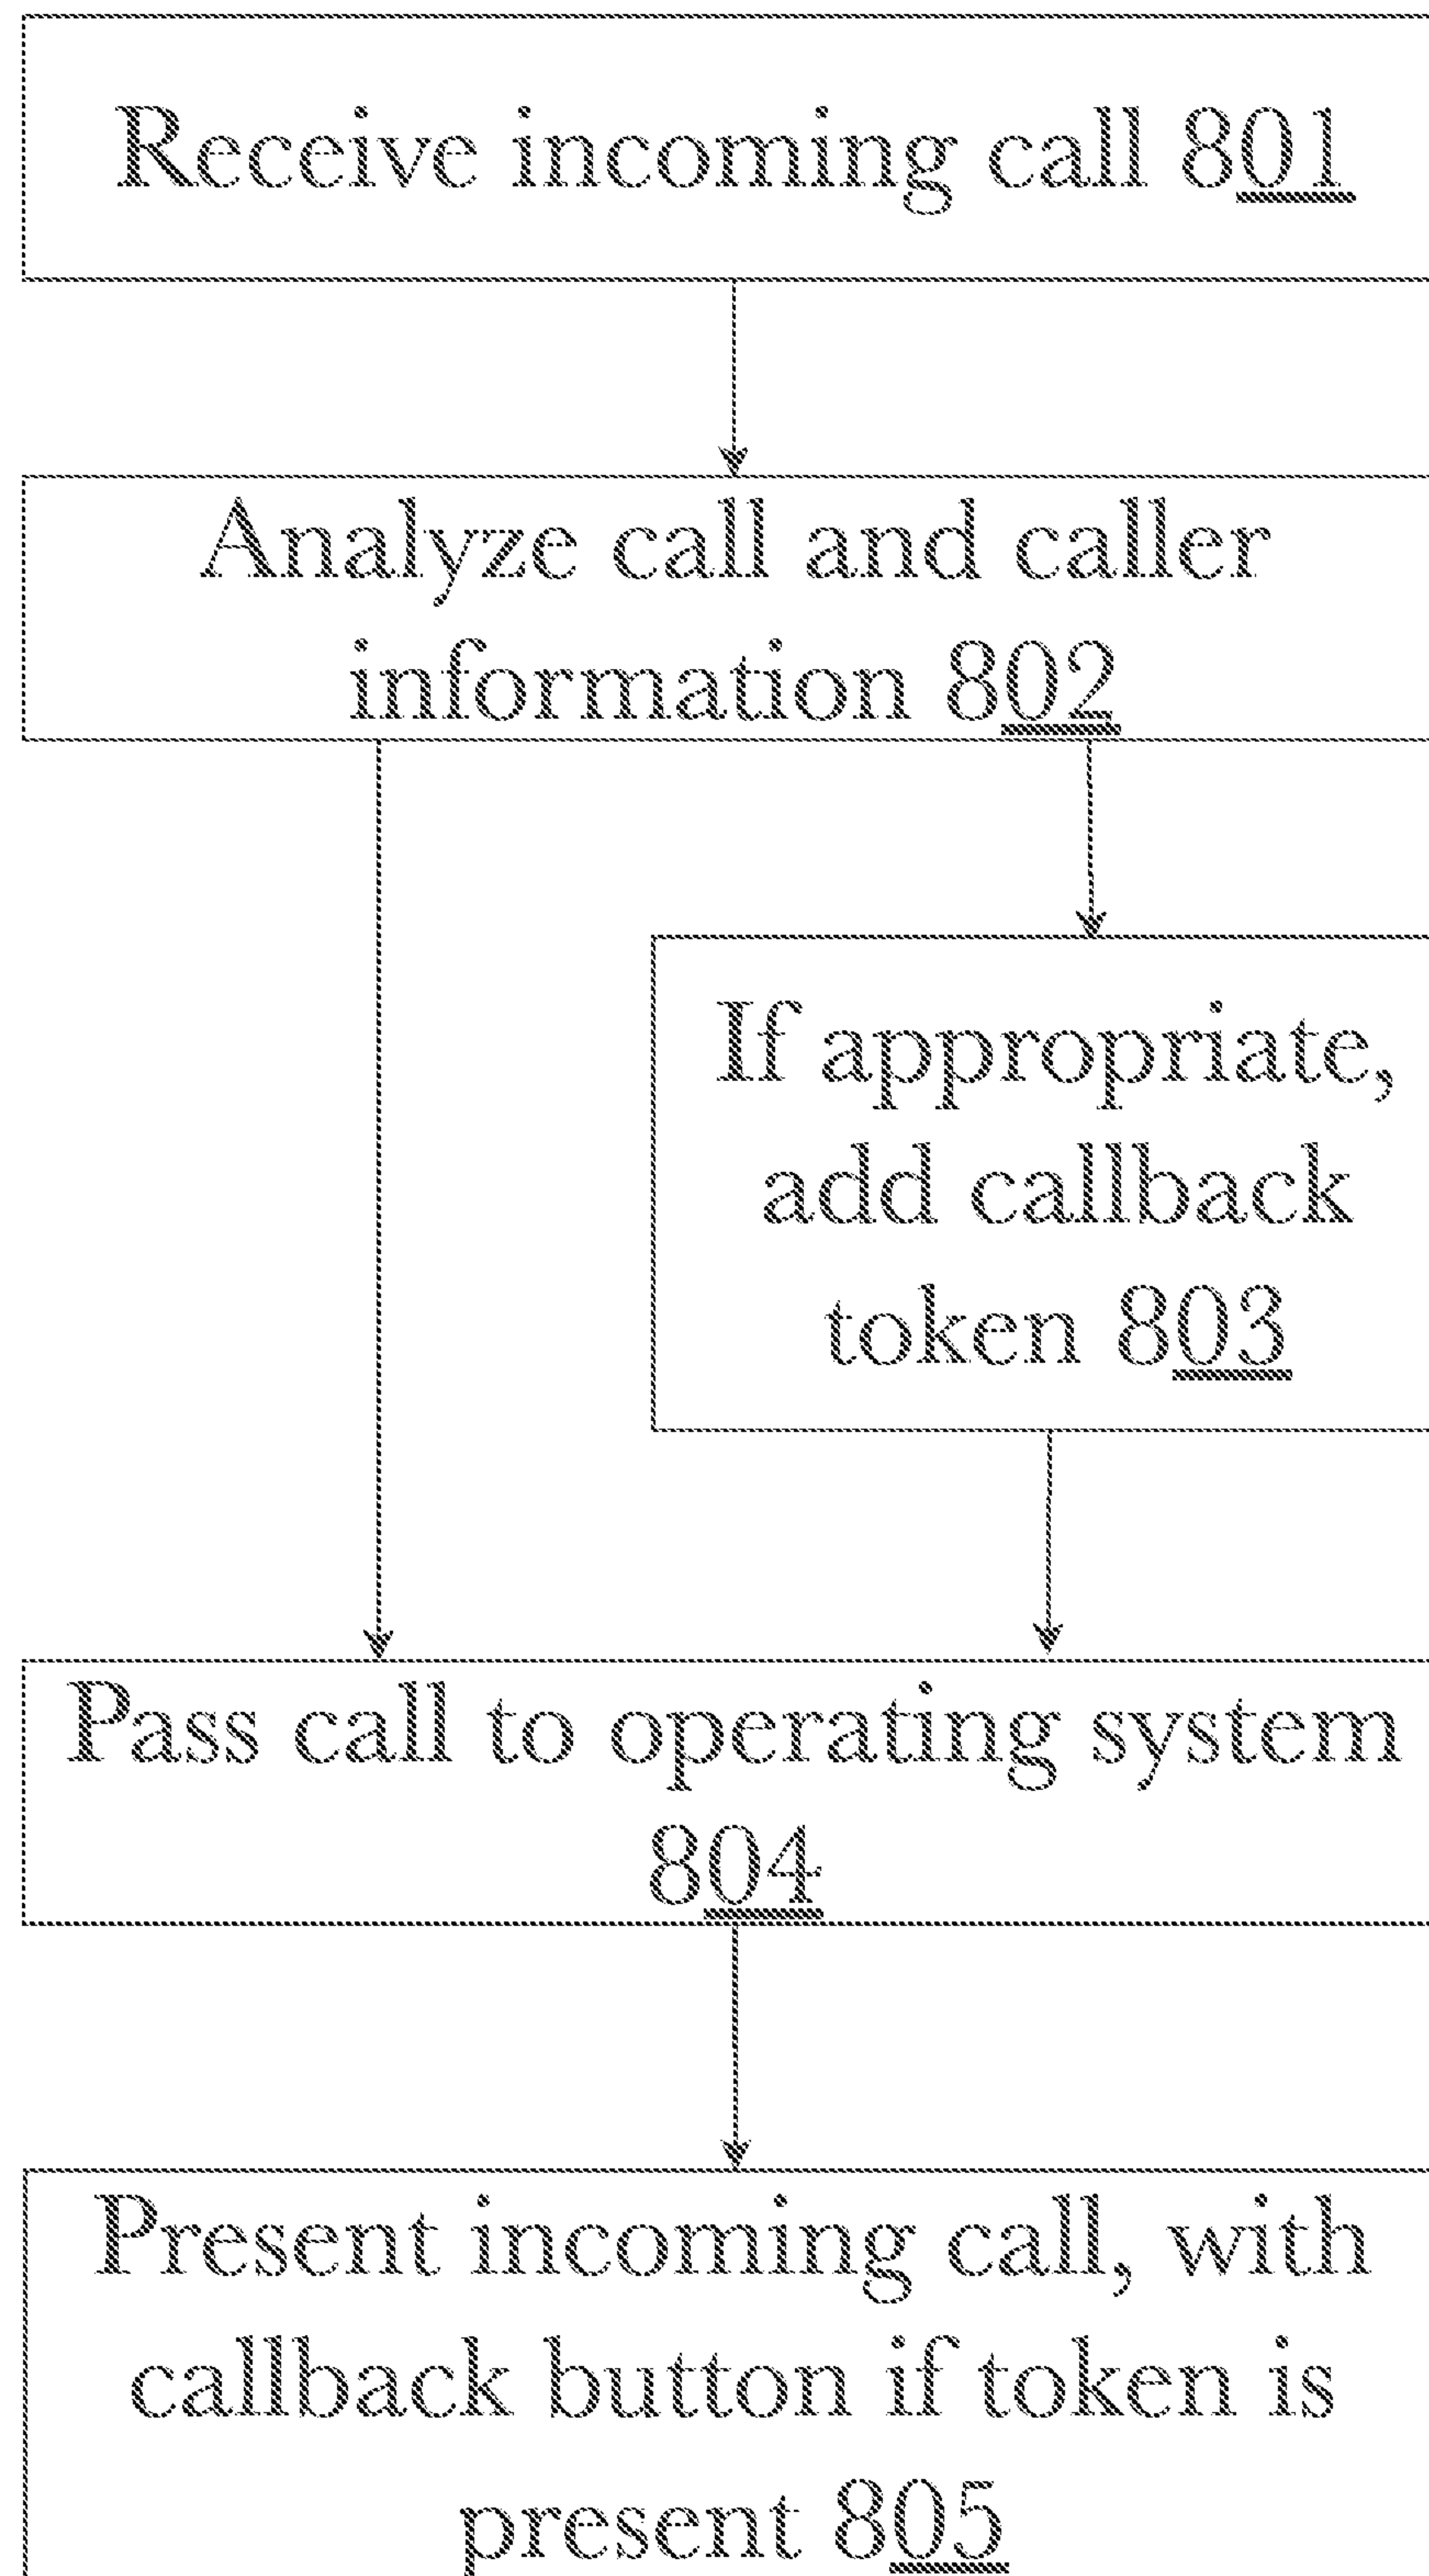 Receive incoming call 801
Analyze call and caller
information 802
If appropriate,
add callback
token 803
Pass call to operating system
804
Present incoming call, with
callback button if token is
present 805